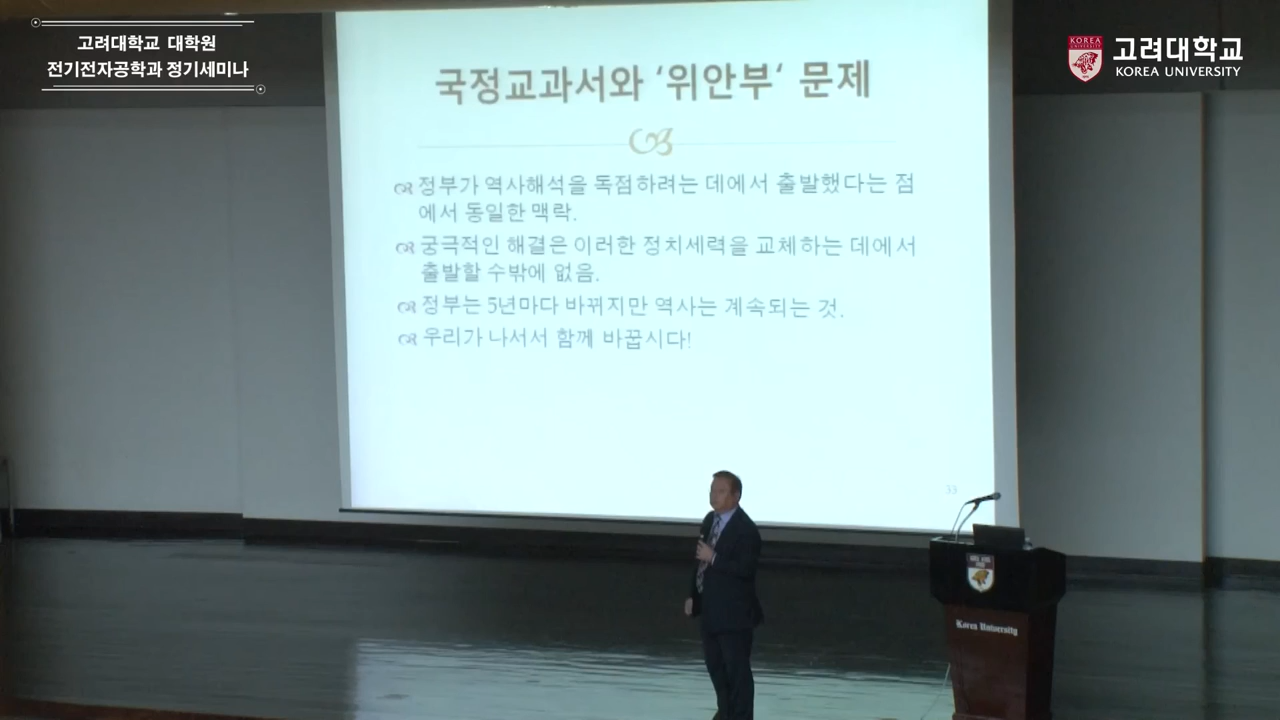 고려대학교 대학원
전기전자공학과 정기세미나
KOREA
고려대학교
KOREA UNIVERSITY
국정교과서와 ‘위안부‘ 문제
정부가 역사해석을 독점하려는 데에서 출발했다는 점
에서 동일한 맥락.
궁극적인 해결은 이러한 정치세력을 교체하는 데에서
출발할 수밖에 없음.
정부는 5년마다 바뀌지만 역사는 계속되는 것.
우리가 나서서 함께 바꿉시다!
33
Korea University